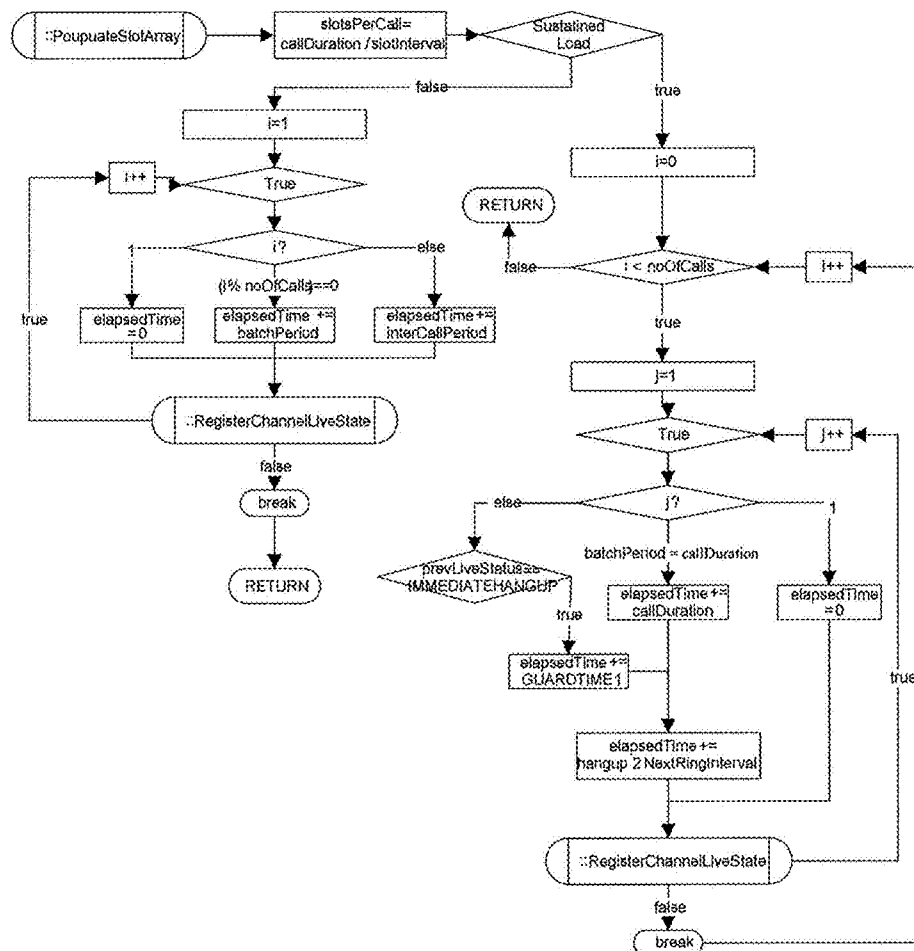 ::PoupuateSlotArray
slotsPerCall=
callDuration / slotInterval
Sustatined
Load
false
true
i=1
i=0
i++
True
RETURN
i?
1
else
(i% noOfCalls)==0
false
i < noOfCalls
i++
true
elapsedTime
=0
elapsedTime +=
batchPeriod
elapsedTime +=
interCallPeriod
true
j=1
::RegisterChannelLiveState
True
j++
false
break
j?
else
1
RETURN
prevLiveStatus==
IMMEDIATEHANGUP
batchPeriod = callDuration
elapsedTime +=
callDuration
elapsedTime
=0
true
elapsedTime +=
GUARDTIME1
true
elapsedTime +=
hangup 2 NextRingInterval
::RegisterChannelLiveState
false
break